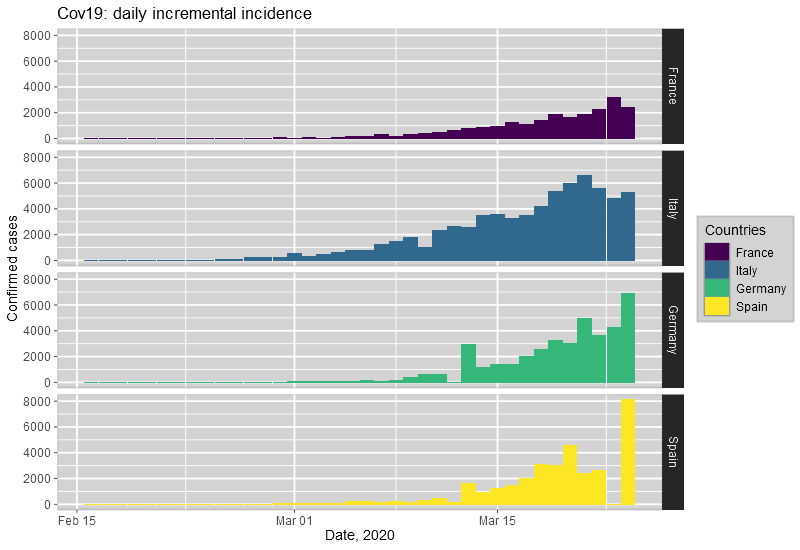 Cov19: daily incremental incidence
Confirmed cases
8000
6000
4000
2000
0
France
8000
6000
4000
2000
0
Italy
8000
6000
4000
2000
0
Germany
8000
6000
4000
2000
0
Spain
Feb 15
Mar 01
Mar 15
Date, 2020
Countries
France
Italy
Germany
Spain